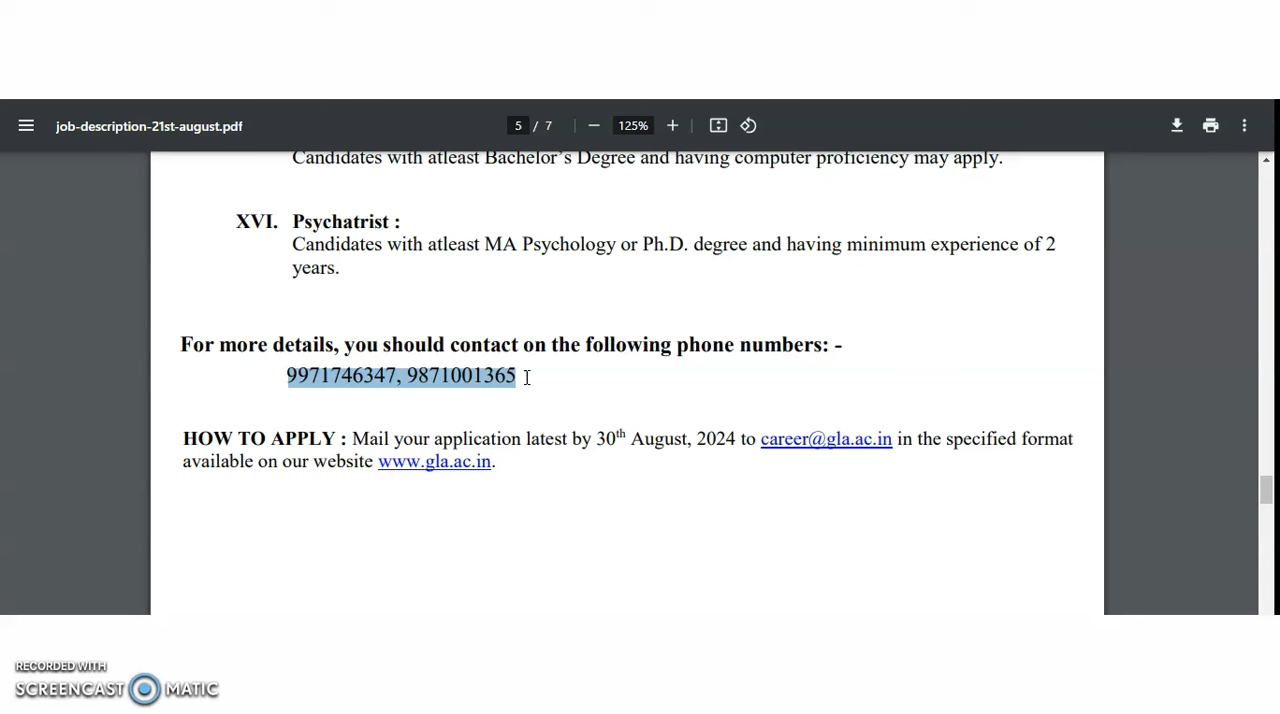 job-description-21st-august.pdf
5 / 7
125%
Candidates with atleast Bachelor's Degree and having computer proficiency may apply.
XVI. Psychatrist :
Candidates with atleast MA Psychology or Ph.D. degree and having minimum experience of 2
years.
For more details, you should contact on the following phone numbers: -
9971746347, 9871001365
HOW TO APPLY : Mail your application latest by 30th August, 2024 to career@gla.ac.in in the specified format
available on our website www.gla.ac.in.
RECORDED WITH
SCREENCAST MATIC